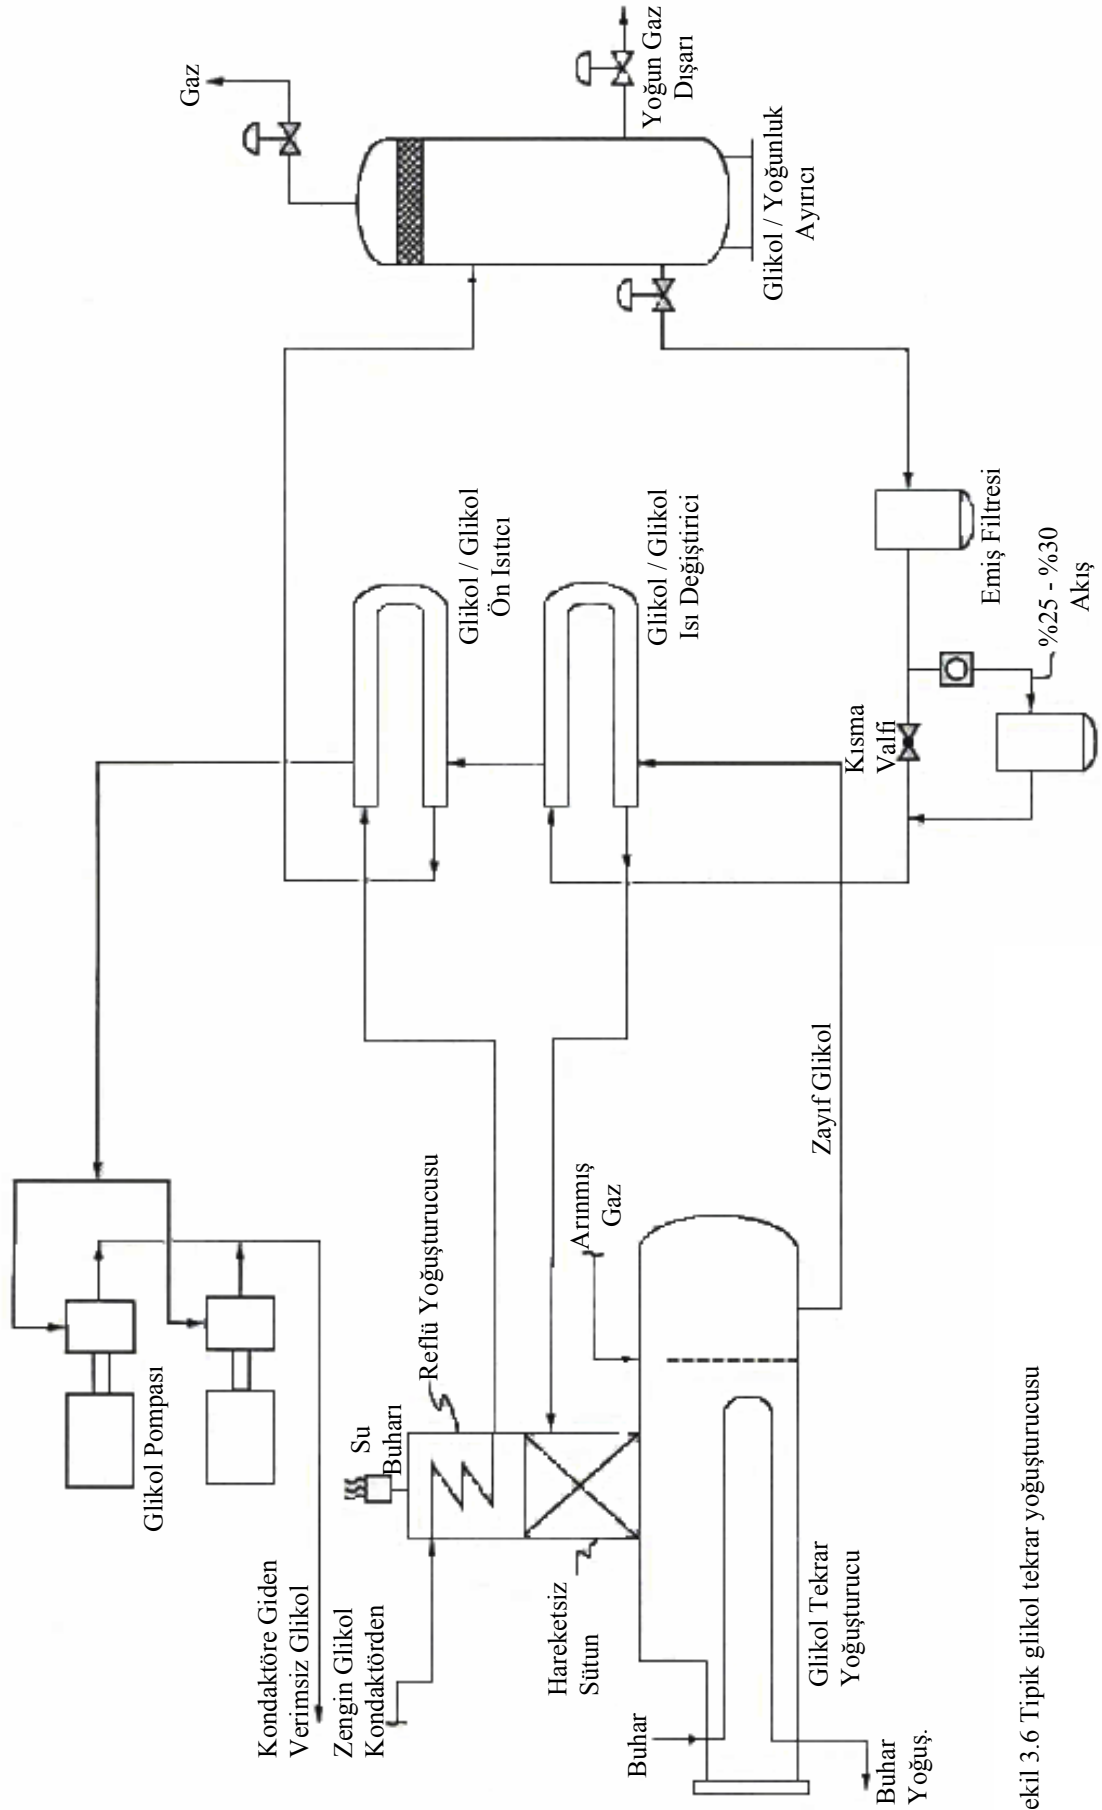 Gaz
Yoğun Gaz
Dışarı
Glikol / Yoğunluk
Ayırıcı
Glikol / Glikol
Ön Isıtıcı
Glikol / Glikol
Isı Değiştirici
Emiş Filtresi
%25 - %30
Akış
Kısma
Valfi
Zayıf Glikol
Arınmış
Gaz
Reflü Yoğuşturucusu
Su
Buharı
Glikol Pompası
Kondaktöre Giden
Verimsiz Glikol
Zengin Glikol
Kondaktörden
Hareketsiz
Sütun
Glikol Tekrar
Yoğuşturucu
Buhar
Buhar
Yoğuş.
ekil 3.6 Tipik glikol tekrar yoğuşturucusu